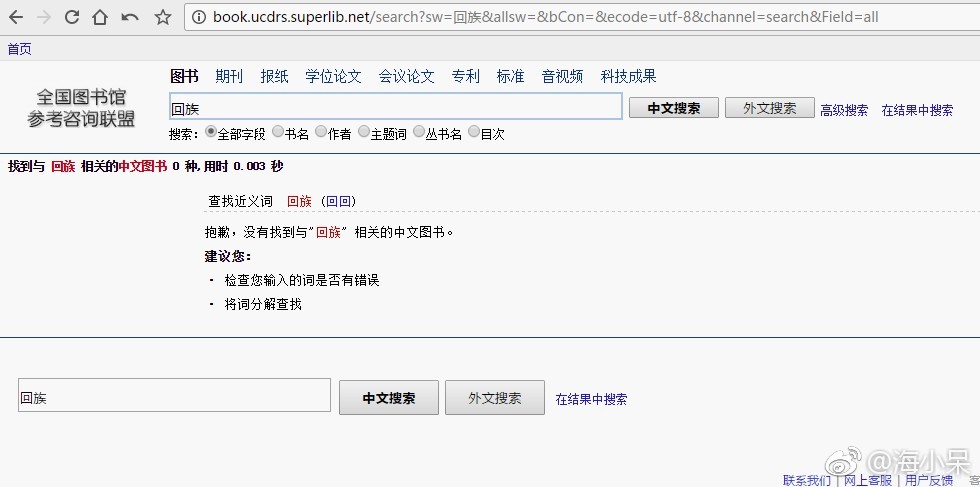 book.ucdrs.superlib.net/search?sw=回族&allsw=&bCon=&ecode=utf-8&channel=search&Field=all
首页
图书 期刊 报纸 学位论文 会议论文 专利 标准 音视频 科技成果
全国图书馆
参考咨询联盟
回族 中文搜索 外文搜索 高级搜索 在结果中搜索
搜索: 全部字段 书名 作者 主题词 丛书名 目次
找到与 回族 相关的中文图书 0 种,用时 0.003 秒
查找近义词 回族 (回回)
抱歉，没有找到与"回族" 相关的中文图书。
建议您:
· 检查您输入的词是否有错误
· 将词分解查找
回族 中文搜索 外文搜索 在结果中搜索
@海小呆
联系我们 | 网上客服 | 用户反馈 客